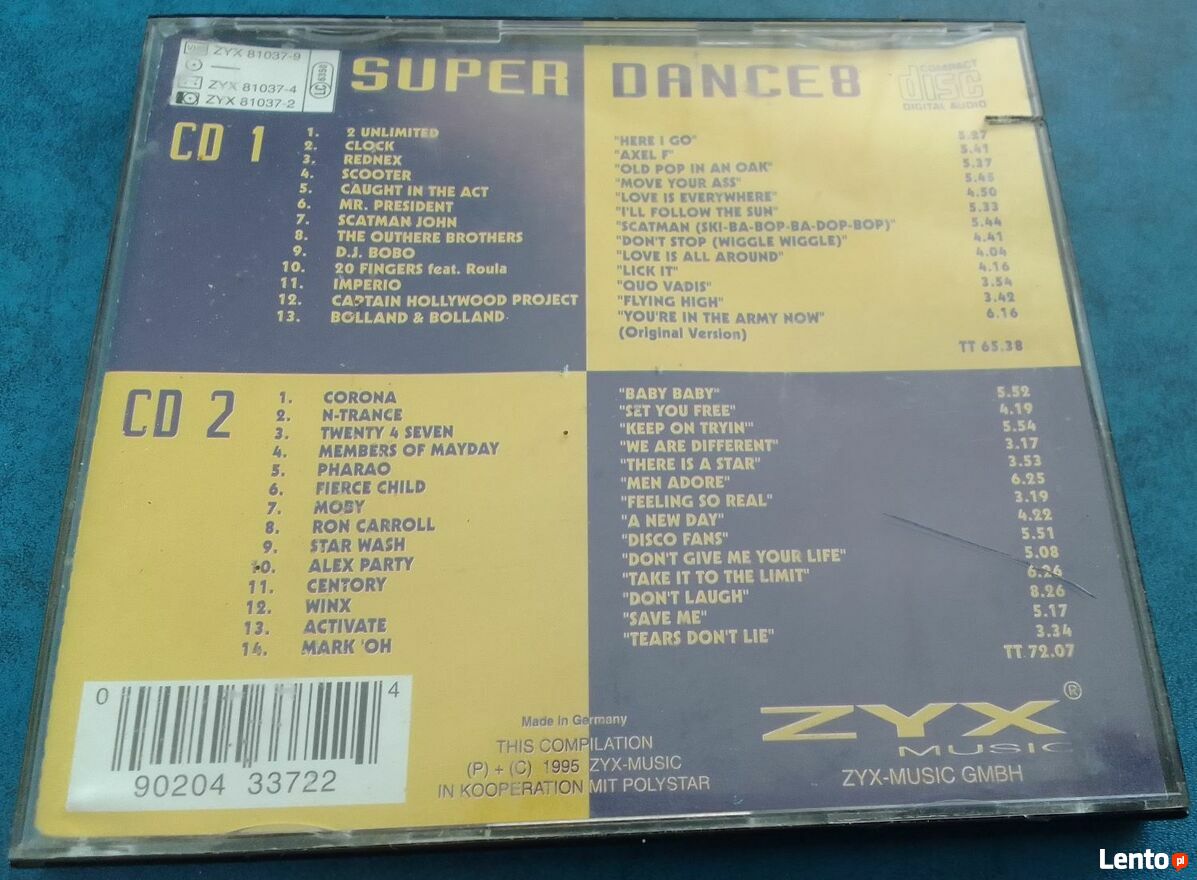 ZYX 81037-9
ZYX 81037-4
ZYX 81037-2
LC 6350
SUPER DANCE8
COMPACT
disc
DIGITAL AUDIO
CD 1
1. 2 UNLIMITED "HERE I GO" 5.27
2. CLOCK "AXEL F" 5.41
3. REDNEX "OLD POP IN AN OAK" 5.37
4. SCOOTER "MOVE YOUR ASS" 5.45
5. CAUGHT IN THE ACT "LOVE IS EVERYWHERE" 4.50
6. MR. PRESIDENT "I'LL FOLLOW THE SUN" 5.33
7. SCATMAN JOHN "SCATMAN (SKI-BA-BOP-BA-DOP-BOP)" 5.44
8. THE OUTHERE BROTHERS "DON'T STOP (WIGGLE WIGGLE)" 4.41
9. D.J. BOBO "LOVE IS ALL AROUND" 4.04
10. 20 FINGERS feat. Roula "LICK IT" 4.16
11. IMPERIO "QUO VADIS" 3.54
12. CAPTAIN HOLLYWOOD PROJECT "FLYING HIGH" 3.42
13. BOLLAND & BOLLAND "YOU'RE IN THE ARMY NOW" 6.16
(Original Version)
TT 65.38
CD 2
1. CORONA "BABY BABY" 5.52
2. N-TRANCE "SET YOU FREE" 4.19
3. TWENTY 4 SEVEN "KEEP ON TRYIN'" 5.54
4. MEMBERS OF MAYDAY "WE ARE DIFFERENT" 3.17
5. PHARAO "THERE IS A STAR" 3.53
6. FIERCE CHILD "MEN ADORE" 6.25
7. MOBY "FEELING SO REAL" 3.19
8. RON CARROLL "A NEW DAY" 4.22
9. STAR WASH "DISCO FANS" 5.51
10. ALEX PARTY "DON'T GIVE ME YOUR LIFE" 5.08
11. CENTORY "TAKE IT TO THE LIMIT" 6.26
12. WINX "DON'T LAUGH" 8.26
13. ACTIVATE "SAVE ME" 5.17
14. MARK 'OH "TEARS DON'T LIE" 3.34
TT 72.07
0 90204 33722 4
Made in Germany
THIS COMPILATION
(P) + (C) 1995 ZYX-MUSIC
IN KOOPERATION MIT POLYSTAR
ZYX®
MUSIC
ZYX-MUSIC GMBH
Lento pl